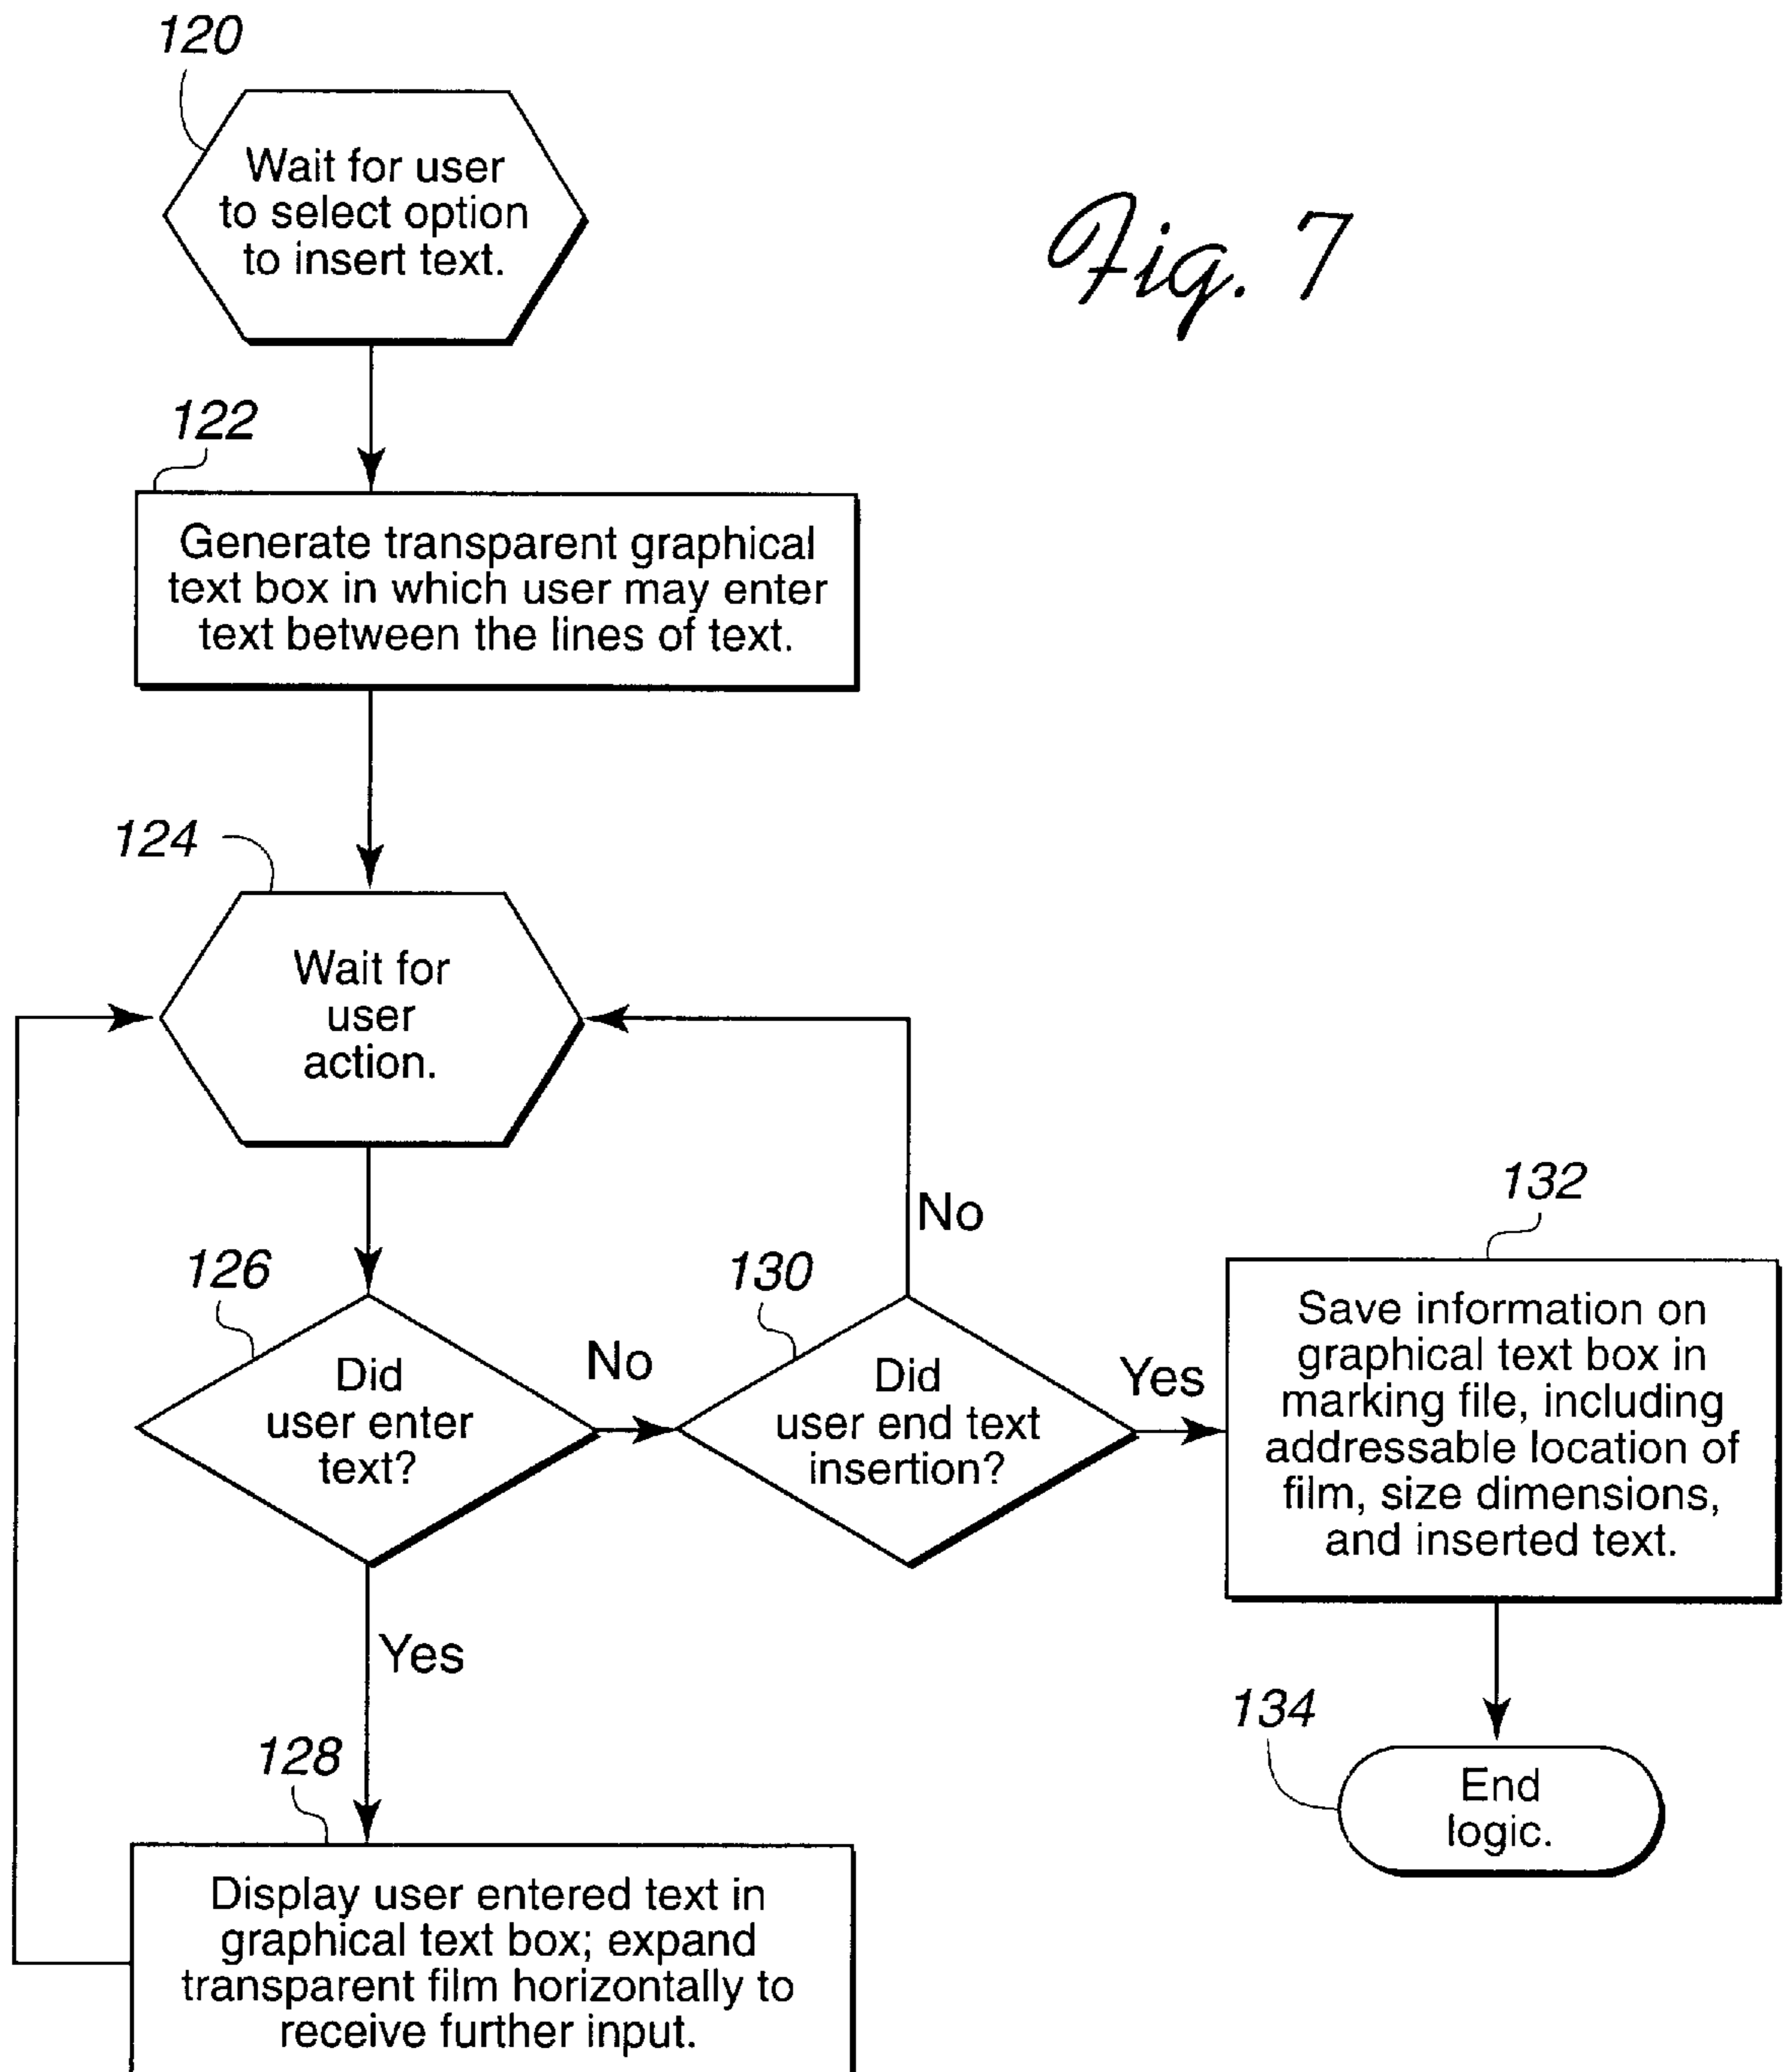 120
Wait for user
to select option
to insert text.
Fig. 7
122
Generate transparent graphical
text box in which user may enter
text between the lines of text.
124
Wait for
user
action.
No
126
Did
user enter
text?
No
130
Did
user end text
insertion?
Yes
132
Save information on
graphical text box in
marking file, including
addressable location of
film, size dimensions,
and inserted text.
Yes
128
Display user entered text in
graphical text box; expand
transparent film horizontally to
receive further input.
134
End
logic.